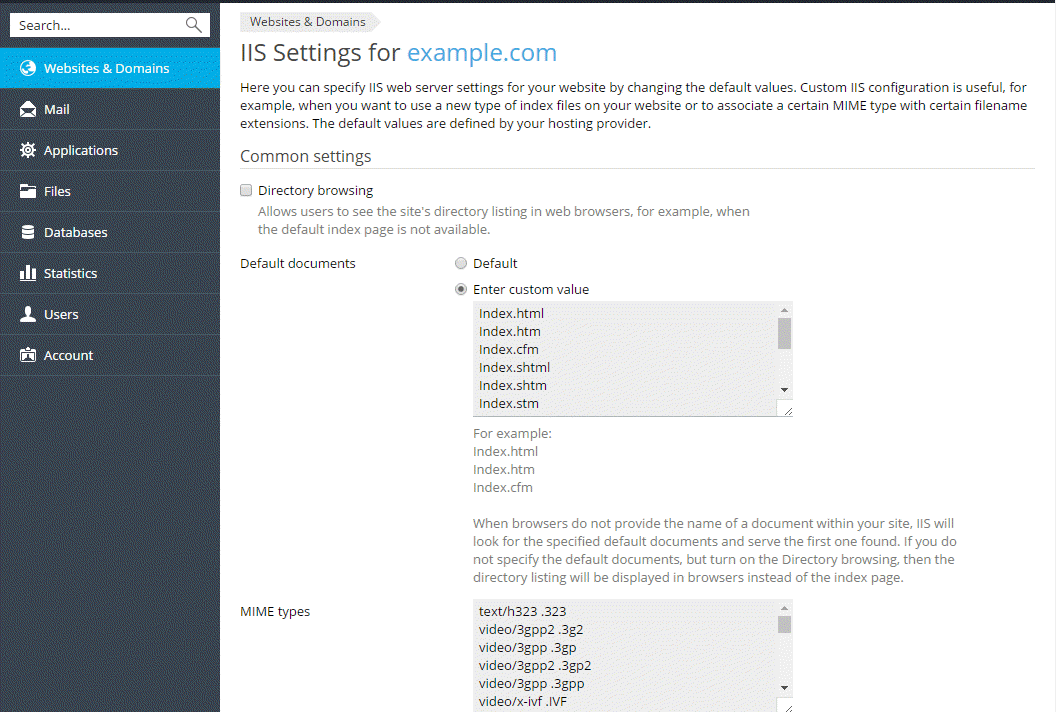 Search...
Websites & Domains
Mail
Applications
Files
Databases
Statistics
Users
Account
Websites & Domains
IIS Settings for example.com
Here you can specify IIS web server settings for your website by changing the default values. Custom IIS configuration is useful, for
example, when you want to use a new type of index files on your website or to associate a certain MIME type with certain filename
extensions. The default values are defined by your hosting provider.
Common settings
Directory browsing
Allows users to see the site's directory listing in web browsers, for example, when
the default index page is not available.
Default documents
Default
Enter custom value
Index.html
Index.htm
Index.cfm
Index.shtml
Index.shtm
Index.stm
For example:
Index.html
Index.htm
Index.cfm
When browsers do not provide the name of a document within your site, IIS will
look for the specified default documents and serve the first one found. If you do
not specify the default documents, but turn on the Directory browsing, then the
directory listing will be displayed in browsers instead of the index page.
MIME types
text/h323 .323
video/3gpp2 .3g2
video/3gpp .3gp
video/3gpp2 .3gp2
video/3gpp .3gpp
video/x-ivf .IVF